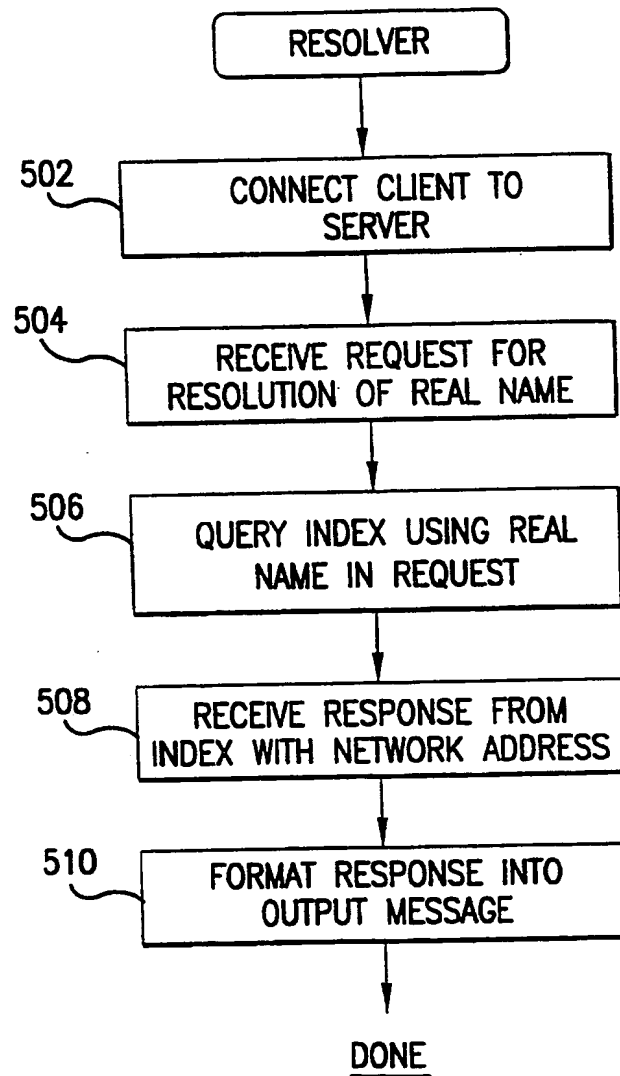 RESOLVER
502
CONNECT CLIENT TO
SERVER
504
RECEIVE REQUEST FOR
RESOLUTION OF REAL NAME
506
QUERY INDEX USING REAL
NAME IN REQUEST
508
RECEIVE RESPONSE FROM
INDEX WITH NETWORK ADDRESS
510
FORMAT RESPONSE INTO
OUTPUT MESSAGE
DONE